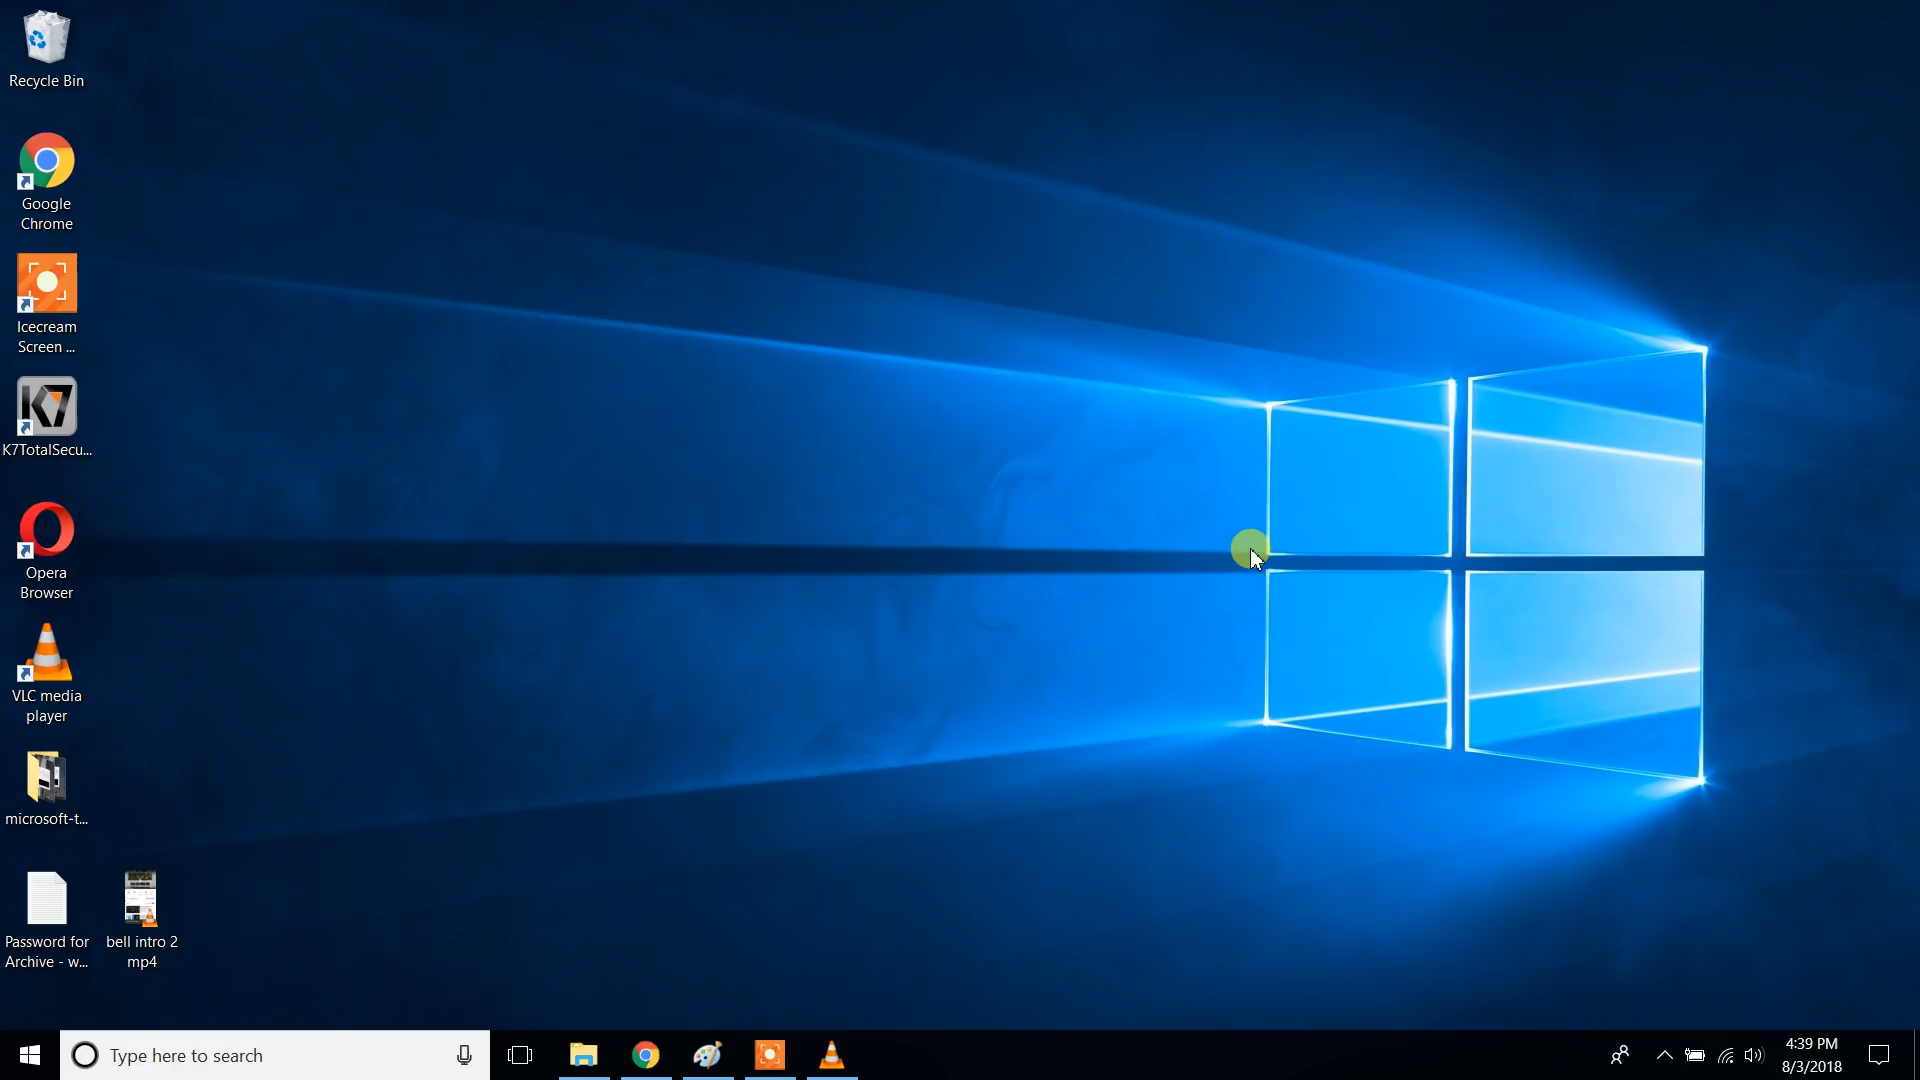 Recycle Bin
Google
Chrome
Icecream
Screen ...
K7TotalSecu...
Opera
Browser
VLC media
player
microsoft-t...
Password for
Archive - w...
bell intro 2
mp4
Type here to search
4:39 PM
8/3/2018